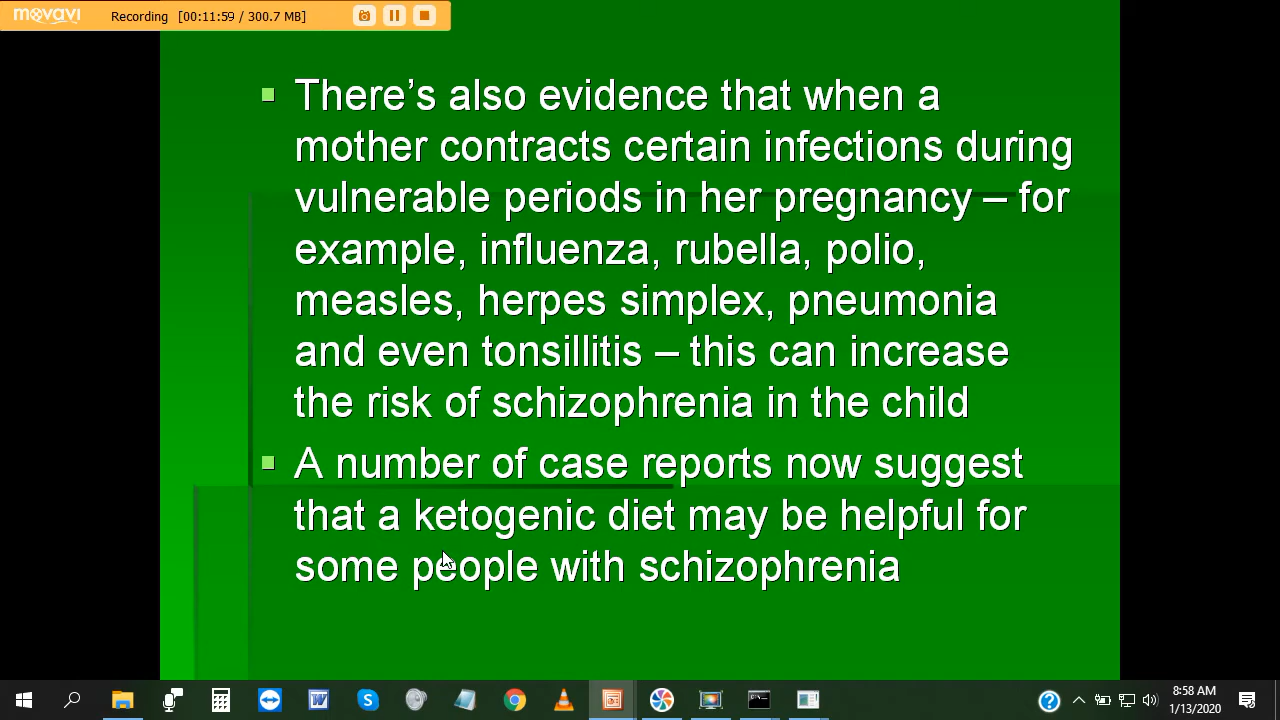 movavi
Recording [00:11:59 / 300.7 MB]
There’s also evidence that when a
mother contracts certain infections during
vulnerable periods in her pregnancy – for
example, influenza, rubella, polio,
measles, herpes simplex, pneumonia
and even tonsillitis – this can increase
the risk of schizophrenia in the child
A number of case reports now suggest
that a ketogenic diet may be helpful for
some people with schizophrenia
8:58 AM
1/13/2020